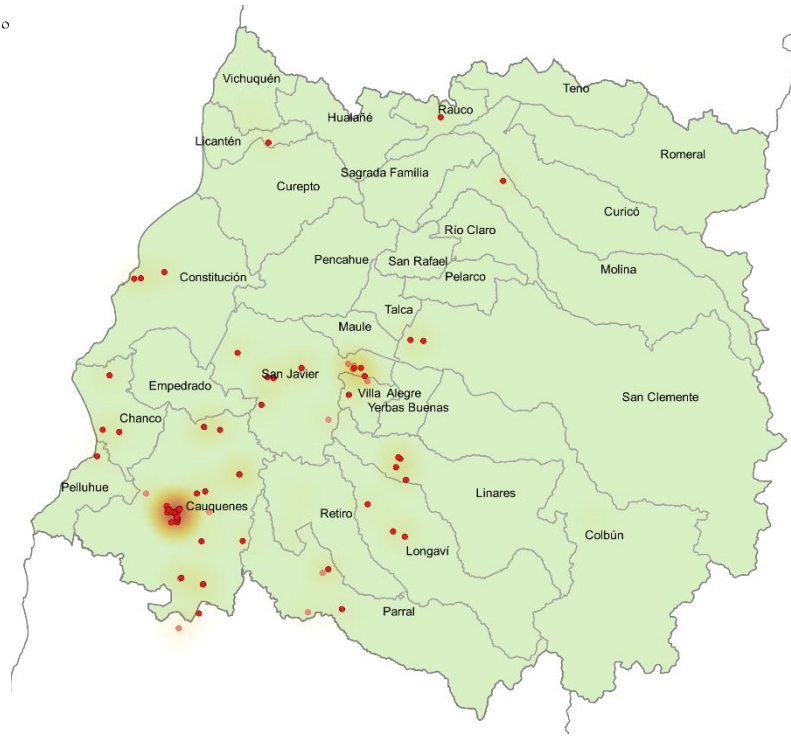 o
Vichuquén
Teno
Hualañé
Rauco
Licantén
Romeral
Sagrada Familia
Curepto
Curicó
Río Claro
Pencahue
San Rafael
Molina
Constitución
Pelarco
Talca
Maule
San Javier
Empedrado
Villa Alegre
San Clemente
Yerbas Buenas
Chanco
Pelluhue
Linares
Cauquenes
Retiro
Colbún
Longaví
Parral